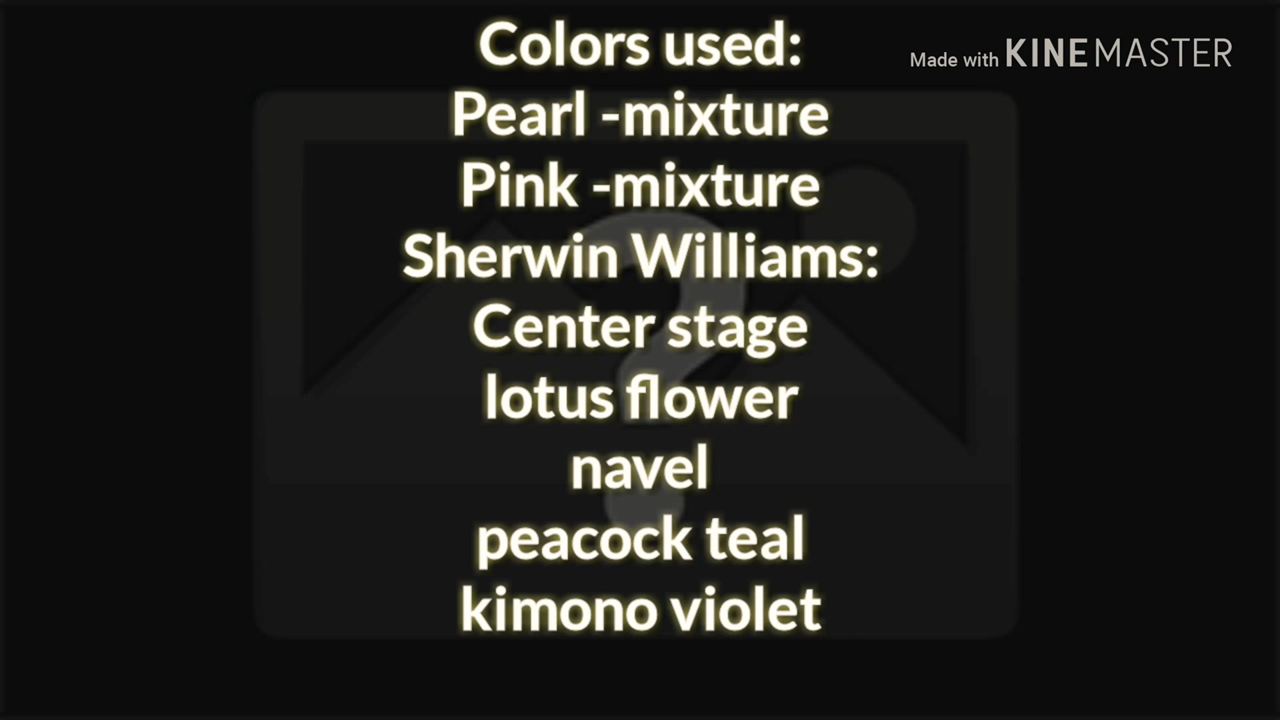 Colors used:
Made with KINEMASTER
Pearl -mixture
Pink -mixture
Sherwin Williams:
Center stage
lotus flower
navel
peacock teal
kimono violet